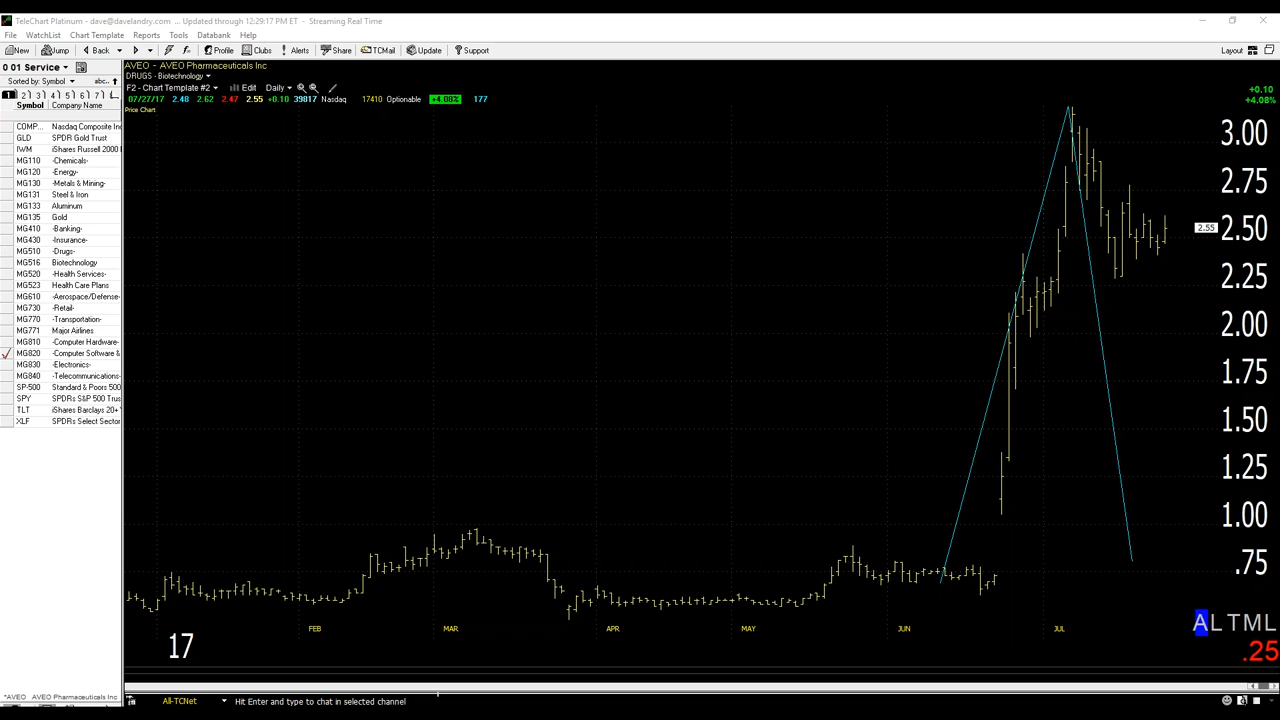 TeleChart Platinum - dave@davelandry.com ... Updated through 12:29:17 PM ET - Streaming Real Time
File WatchList Chart Template Reports Tools Databank Help
New Jump Back Profile Clubs Alerts Share TCMail Update Support Layout
0 01 Service
Sorted by: Symbol abc..
1 2 3 4 5 6 7
Symbol Company Name
COMP... Nasdaq Composite In
GLD SPDR Gold Trust
IWM iShares Russell 2000
MG110 -Chemicals-
MG120 -Energy-
MG130 -Metals & Mining-
MG131 Steel & Iron
MG133 Aluminum
MG135 Gold
MG410 -Banking-
MG430 -Insurance-
MG510 -Drugs-
MG516 Biotechnology
MG520 -Health Services-
MG523 Health Care Plans
MG610 -Aerospace/Defense-
MG730 -Retail-
MG770 -Transportation-
MG771 Major Airlines
MG810 -Computer Hardware-
MG820 -Computer Software &
MG830 -Electronics-
MG840 -Telecommunications-
SP-500 Standard & Poors 500
SPY SPDRs S&P 500 Trus
TLT iShares Barclays 20+
XLF SPDRs Select Sector
*AVEO AVEO Pharmaceuticals Inc
AVEO - AVEO Pharmaceuticals Inc
DRUGS - Biotechnology
F2 - Chart Template #2 Edit Daily
07/27/17 2.48 2.62 2.47 2.55 +0.10 39817 Nasdaq 17410 Optionable +4.08% 177
Price Chart
+0.10
+4.08%
3.00
2.75
2.55
2.50
2.25
2.00
1.75
1.50
1.25
1.00
.75
ALTML
.25
FEB MAR APR MAY JUN JUL
17
All-TCNet Hit Enter and type to chat in selected channel